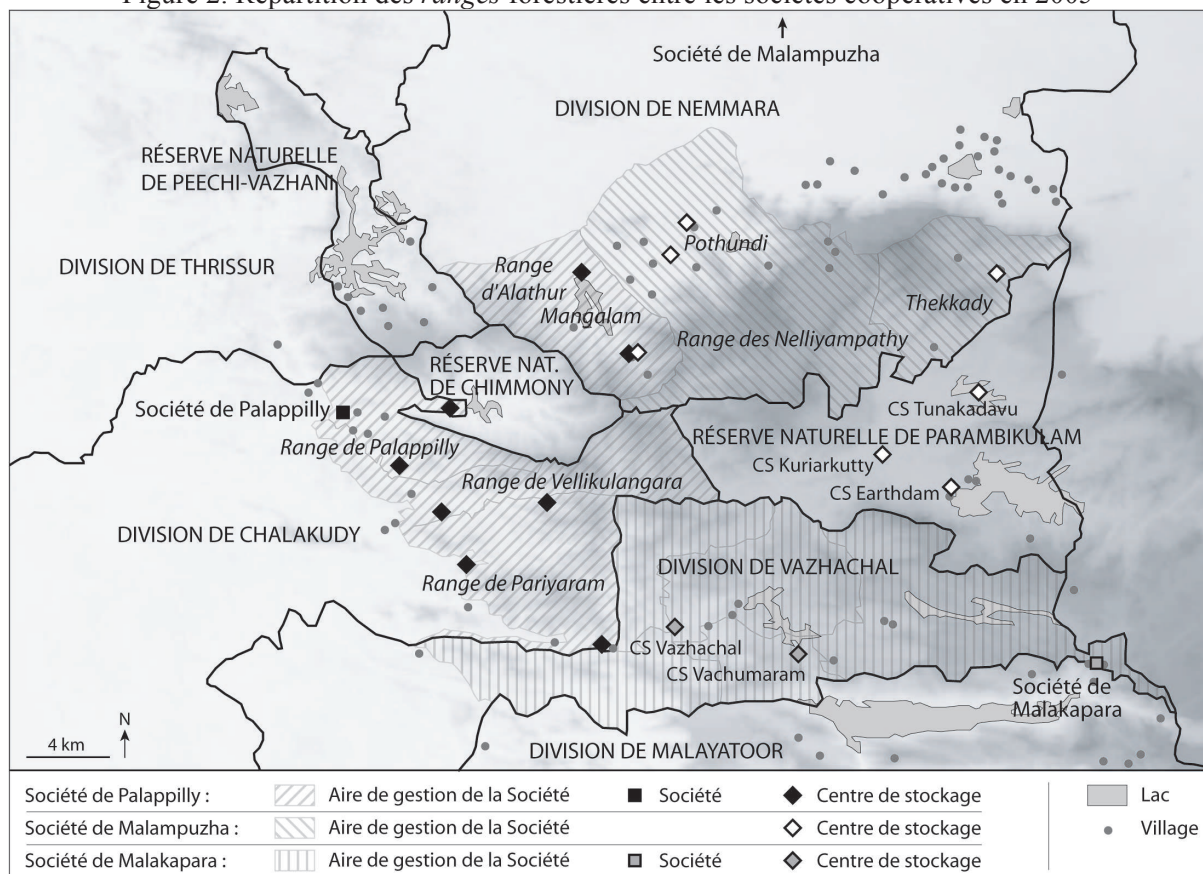 Figure 2: Répartition des ranges forestières entre les sociétés coopératives en 2005
Société de Malampuzha
DIVISION DE NEMMARA
RÉSERVE NATURELLE
DE PEECHI-VAZHANI
DIVISION DE THRISSUR
Pothundi
Range
d'Alathur
Mangalam
Thekkady
Range des Nelliyampathy
RÉSERVE NAT.
DE CHIMMONY
Société de Palappilly
CS Tunakadavu
Range de Palappilly
RÉSERVE NATURELLE DE PARAMBIKULAM
CS Kuriarkutty
Range de Vellikulangara
CS Earthdam
DIVISION DE CHALAKUDY
DIVISION DE VAZHACHAL
Range de Pariyaram
CS Vazhachal
CS Vachumaram
Société de
Malakapara
N
4 km
DIVISION DE MALAYATOOR
Société de Palappilly : Aire de gestion de la Société Société Centre de stockage
Société de Malampuzha : Aire de gestion de la Société Centre de stockage
Société de Malakapara : Aire de gestion de la Société Société Centre de stockage
Lac
Village